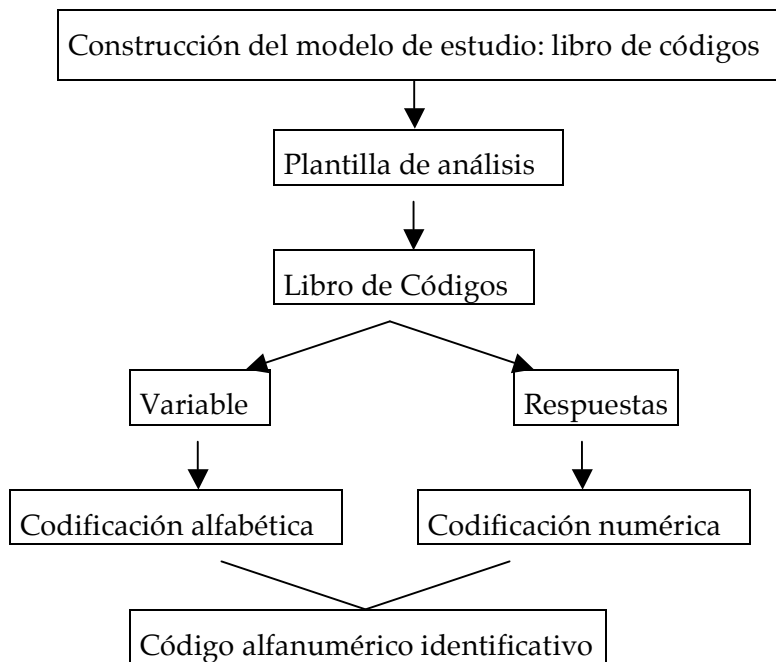 Construcción del modelo de estudio: libro de códigos
Plantilla de análisis
Libro de Códigos
Variable
Respuestas
Codificación alfabética
Codificación numérica
Código alfanumérico identificativo